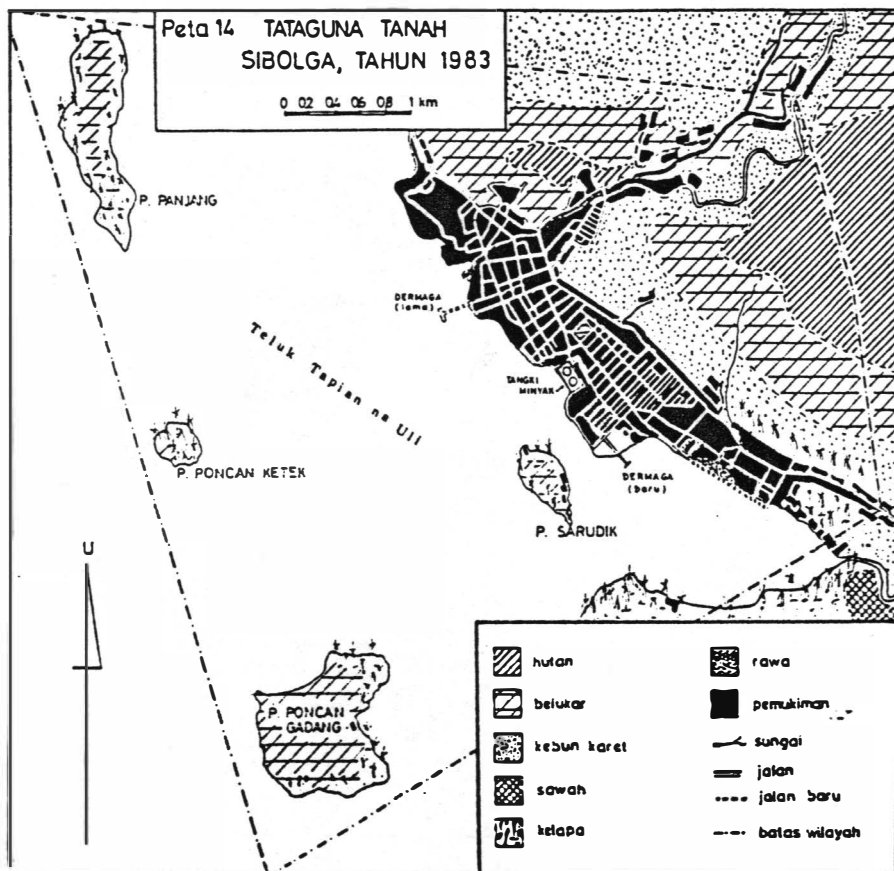 Peta 14 TATAGUNA TANAH
SIBOLGA, TAHUN 1983
0 02 04 06 08 1 km
P. PANJANG
DERMAGA
(lama)
Teluk Tapian na Uli
TANGKI
MINYAK
P. PONCAN KETEK
DERMAGA
(baru)
P. SARUDIK
U
P. PONCAN
GADANG
hutan
belukar
kebun karet
sawah
kelapa
rawa
pemukiman
sungai
jalan
jalan baru
batas wilayah